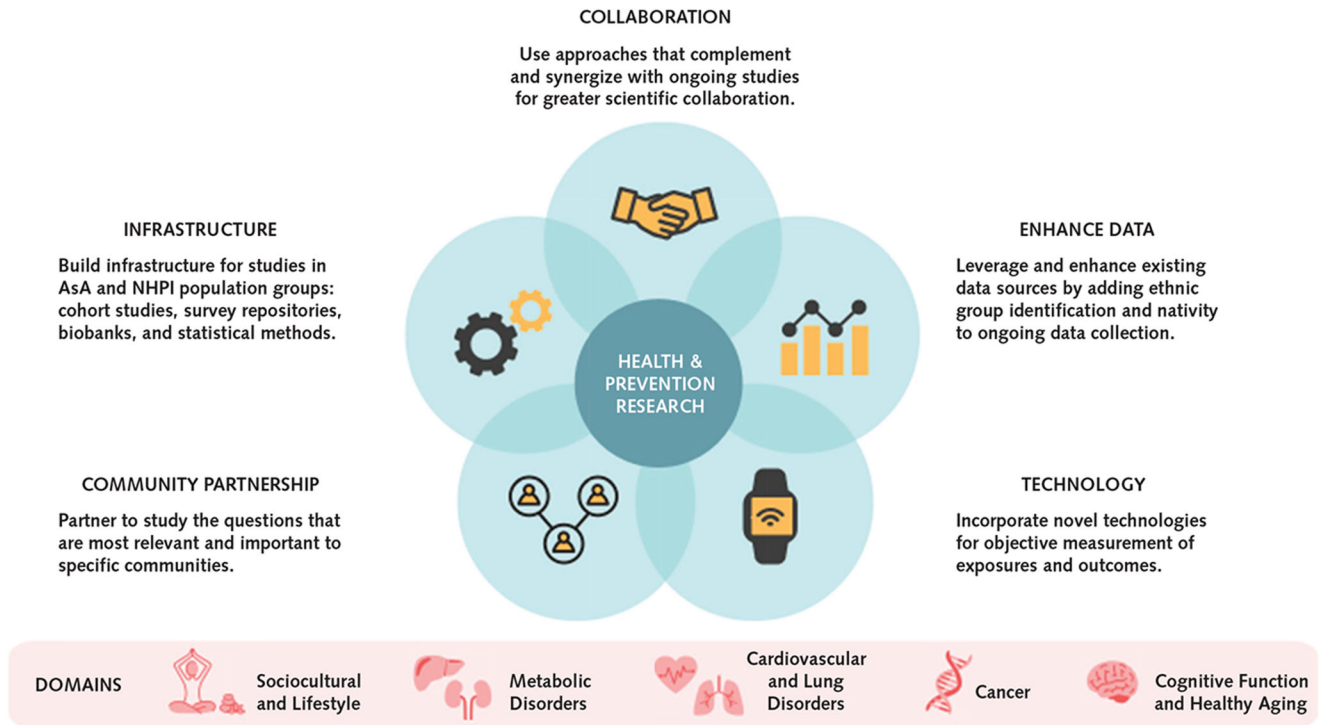 COLLABORATION
Use approaches that complement
and synergize with ongoing studies
for greater scientific collaboration.
INFRASTRUCTURE
Build infrastructure for studies in
AsA and NHPI population groups:
cohort studies, survey repositories,
biobanks, and statistical methods.
ENHANCE DATA
Leverage and enhance existing
data sources by adding ethnic
group identification and nativity
to ongoing data collection.
HEALTH &
PREVENTION
RESEARCH
COMMUNITY PARTNERSHIP
Partner to study the questions that
are most relevant and important to
specific communities.
TECHNOLOGY
Incorporate novel technologies
for objective measurement of
exposures and outcomes.
DOMAINS
Sociocultural
and Lifestyle
Metabolic
Disorders
Cardiovascular
and Lung
Disorders
Cancer
Cognitive Function
and Healthy Aging